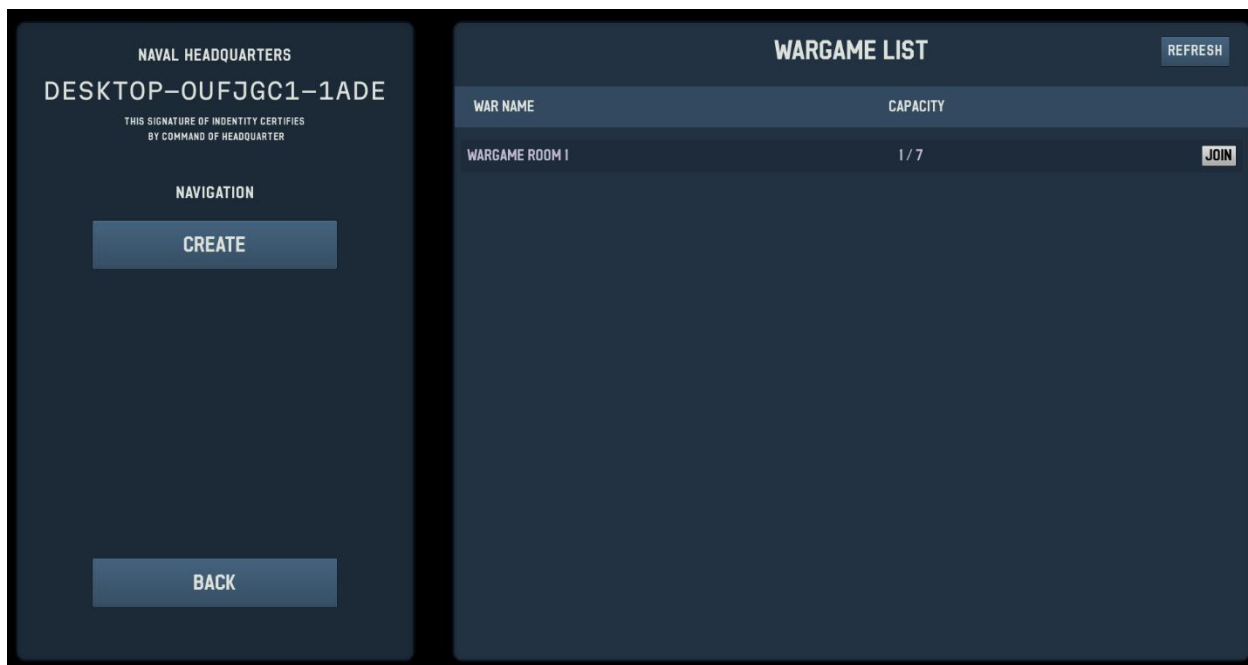 NAVAL HEADQUARTERS
DESKTOP-OUFJGC1-1ADE
THIS SIGNATURE OF INDENTITY CERTIFIES
BY COMMAND OF HEADQUARTER
NAVIGATION
CREATE
BACK
WARGAME LIST
REFRESH
WAR NAME CAPACITY
WARGAME ROOM 1 1 / 7 JOIN